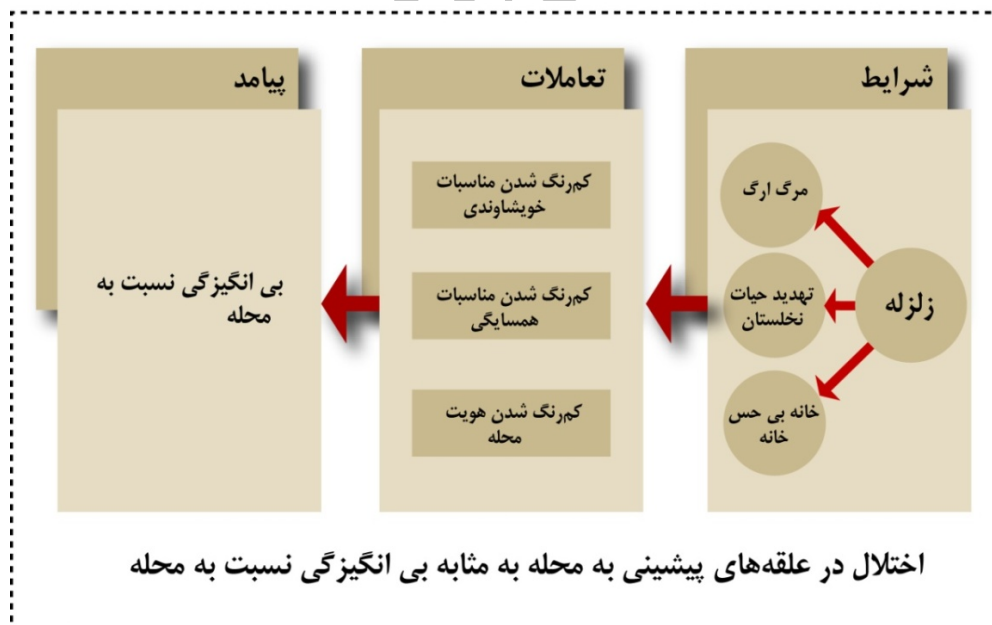 شرایط
زلزله
مرگ ارگ
تهدید حیات
نخلستان
خانه بی حس
خانه
تعاملات
کم‌رنگ شدن مناسبات
خویشاوندی
کم‌رنگ شدن مناسبات
همسایگی
کم‌رنگ شدن هویت
محله
پیامد
بی انگیزگی نسبت به
محله
اختلال در علقه‌های پیشینی به محله به مثابه بی انگیزگی نسبت به محله